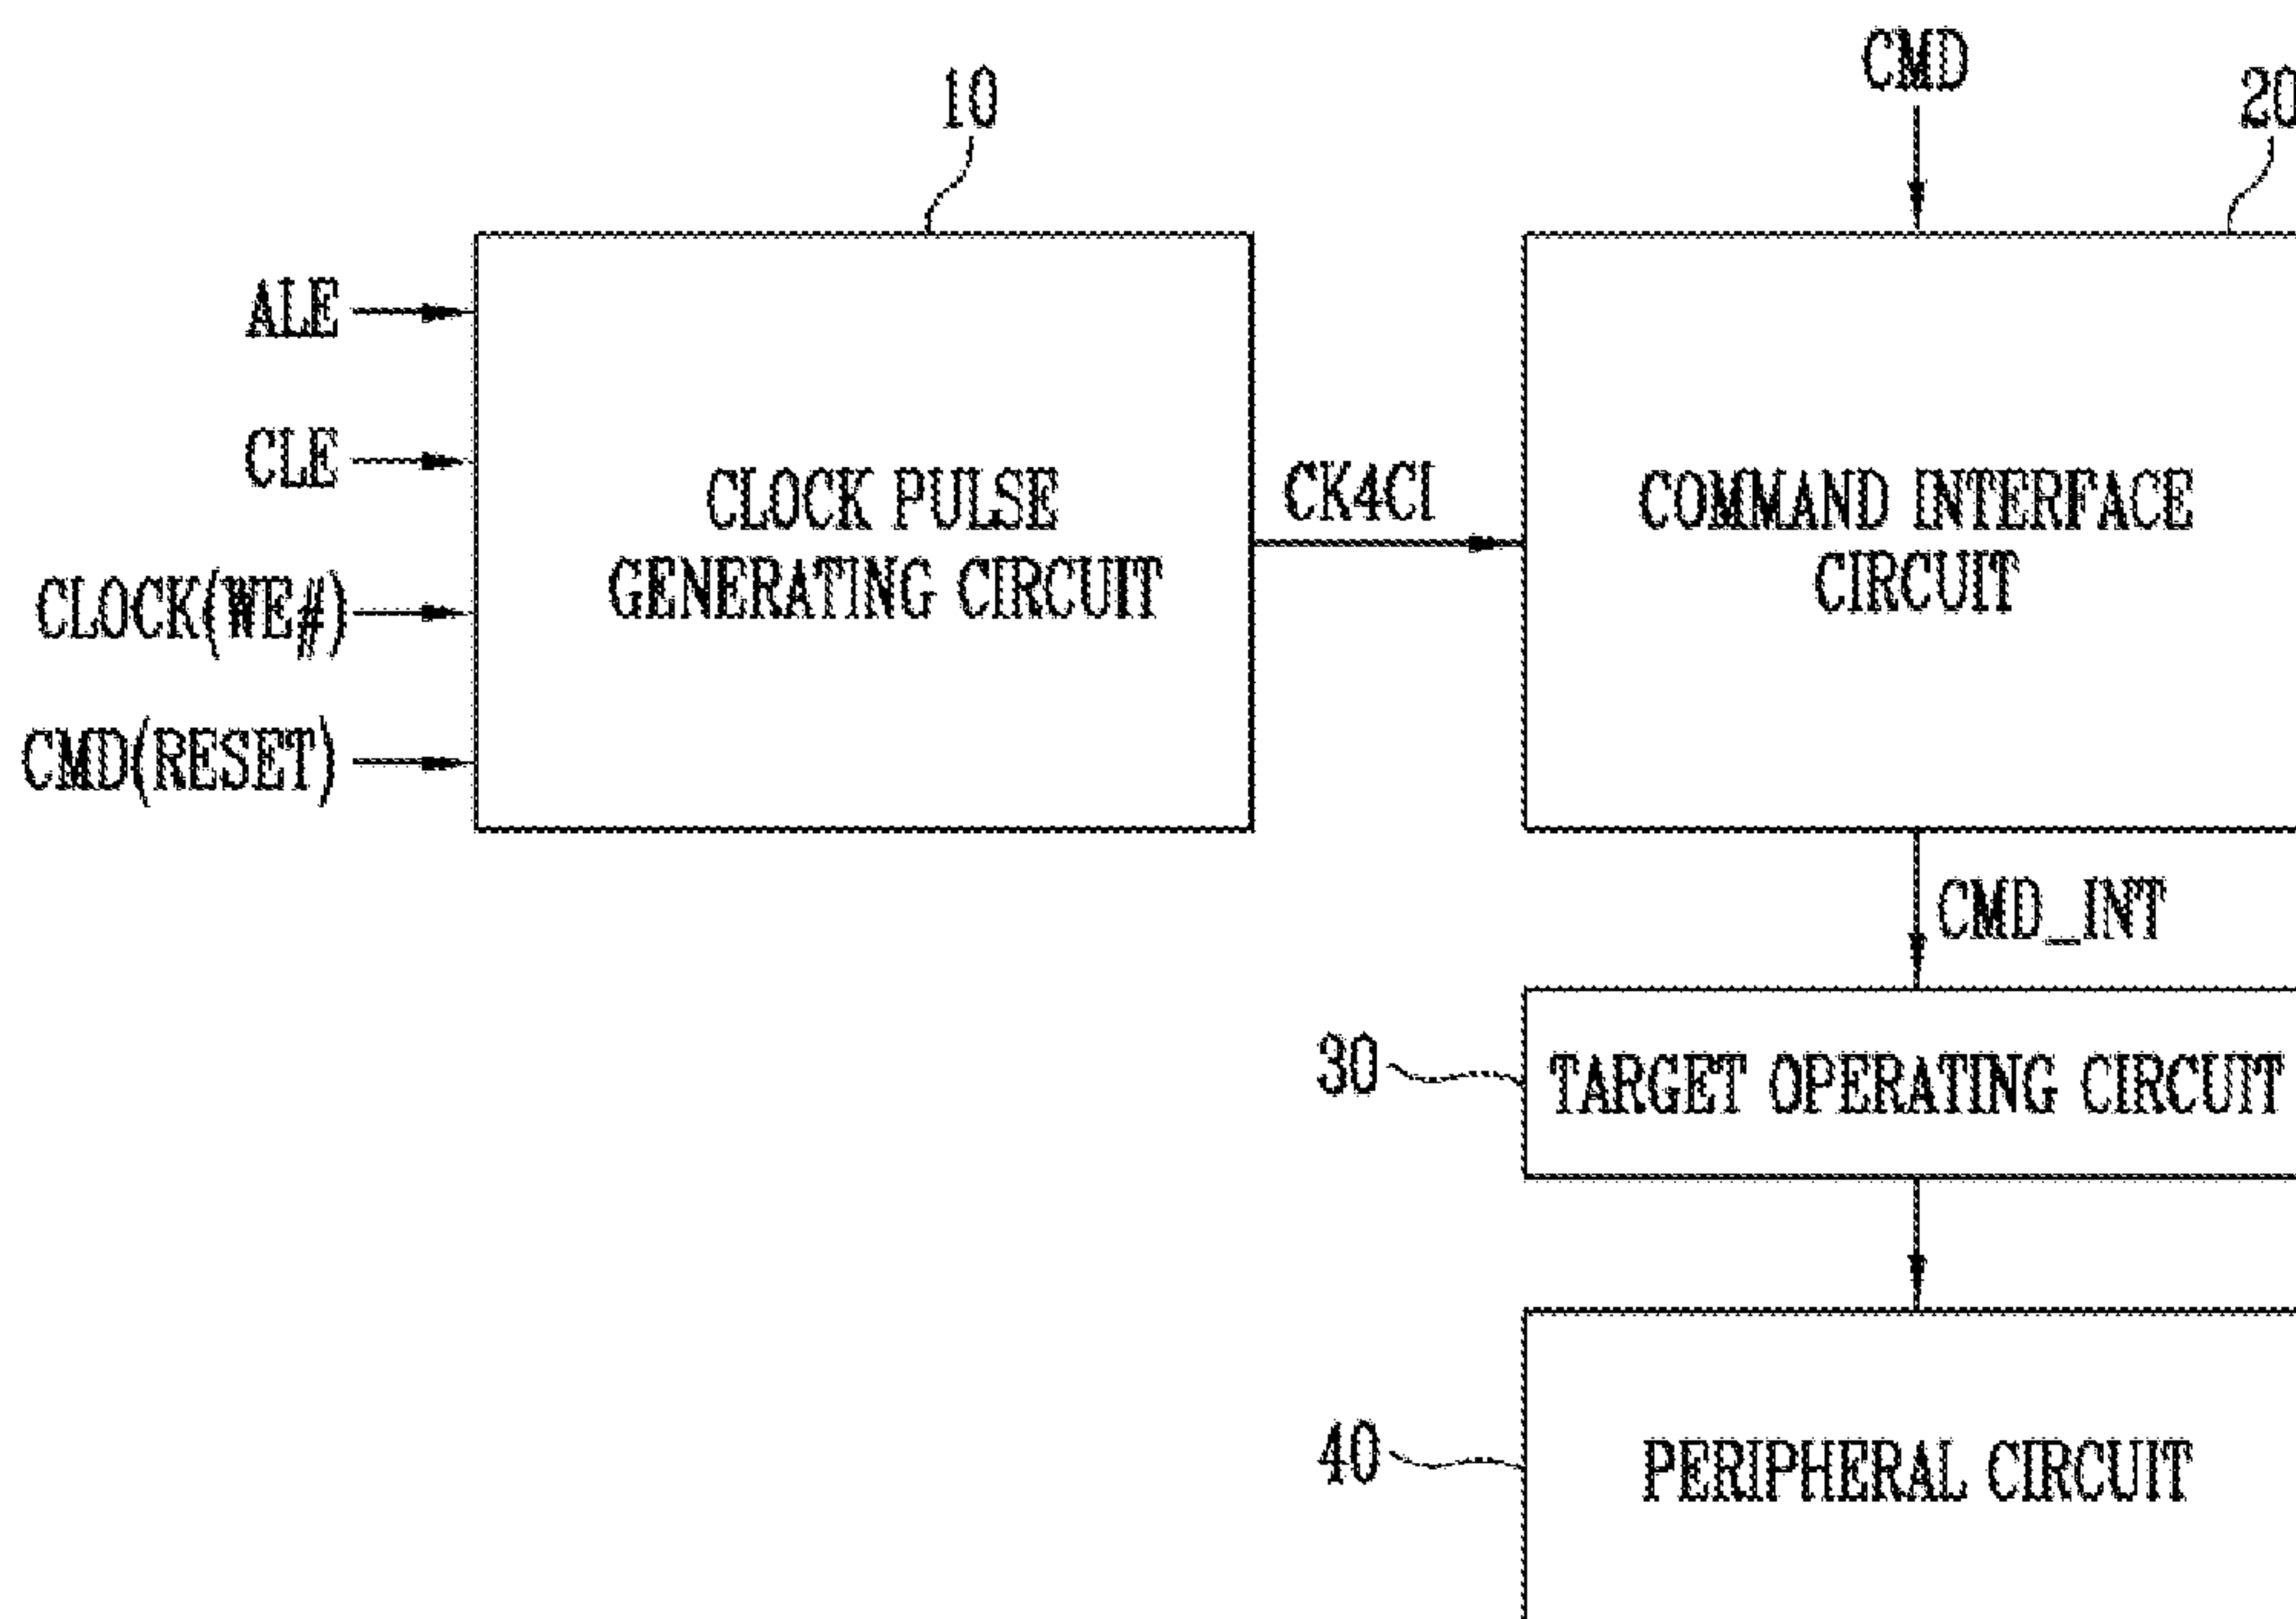 CMD
10
20
ALE
CLE
CLOCK(WE#)
CMD(RESET)
CLOCK PULSE
GENERATING CIRCUIT
CK4CI
COMMAND INTERFACE
CIRCUIT
CMD_INT
30
TARGET OPERATING CIRCUIT
40
PERIPHERAL CIRCUIT